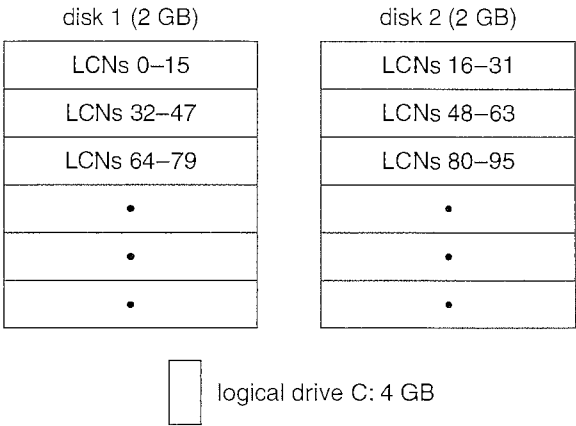 disk 1 (2 GB)
disk 2 (2 GB)
LCNs 0–15
LCNs 16–31
LCNs 32–47
LCNs 48–63
LCNs 64–79
LCNs 80–95
logical drive C: 4 GB